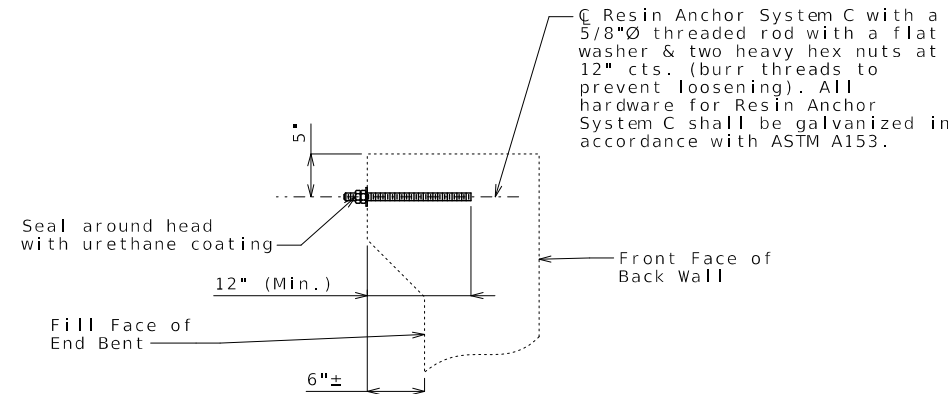 ℄ Resin Anchor System C with a
5/8"Ø threaded rod with a flat
washer & two heavy hex nuts at
12" cts. (burr threads to
prevent loosening). All
hardware for Resin Anchor
System C shall be galvanized in
accordance with ASTM A153.
5"
Seal around head
with urethane coating
Front Face of
Back Wall
12" (Min.)
Fill Face of
End Bent
6"±